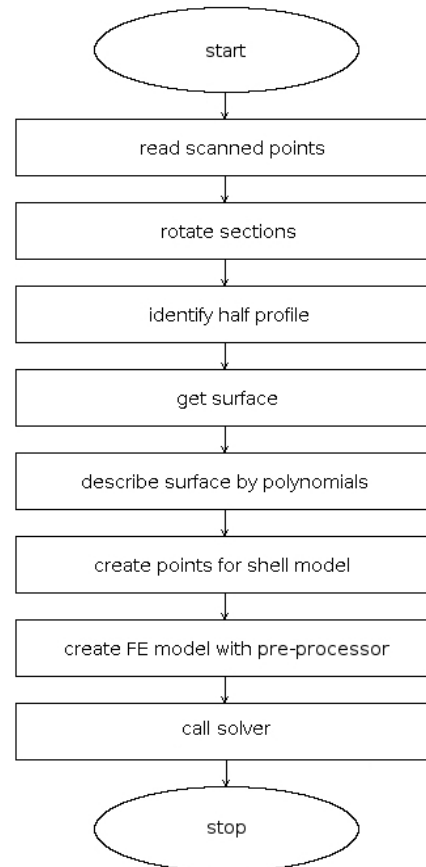 start
read scanned points
rotate sections
identify half profile
get surface
describe surface by polynomials
create points for shell model
create FE model with pre-processor
call solver
stop